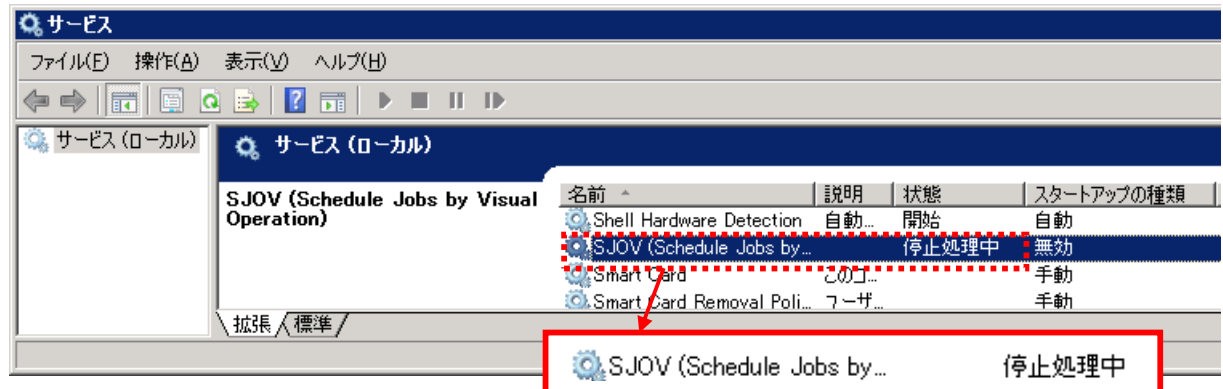 サービス
ファイル(F) 操作(A) 表示(V) ヘルプ(H)
サービス (ローカル)
サービス (ローカル)
SJOV (Schedule Jobs by Visual
Operation)
名前 説明 状態 スタートアップの種類
Shell Hardware Detection 自動... 開始 自動
SJOV (Schedule Jobs by... 停止処理中 無効
Smart Card このコ... 手動
Smart Card Removal Poli... ユーザ... 手動
拡張 標準
SJOV (Schedule Jobs by... 停止処理中